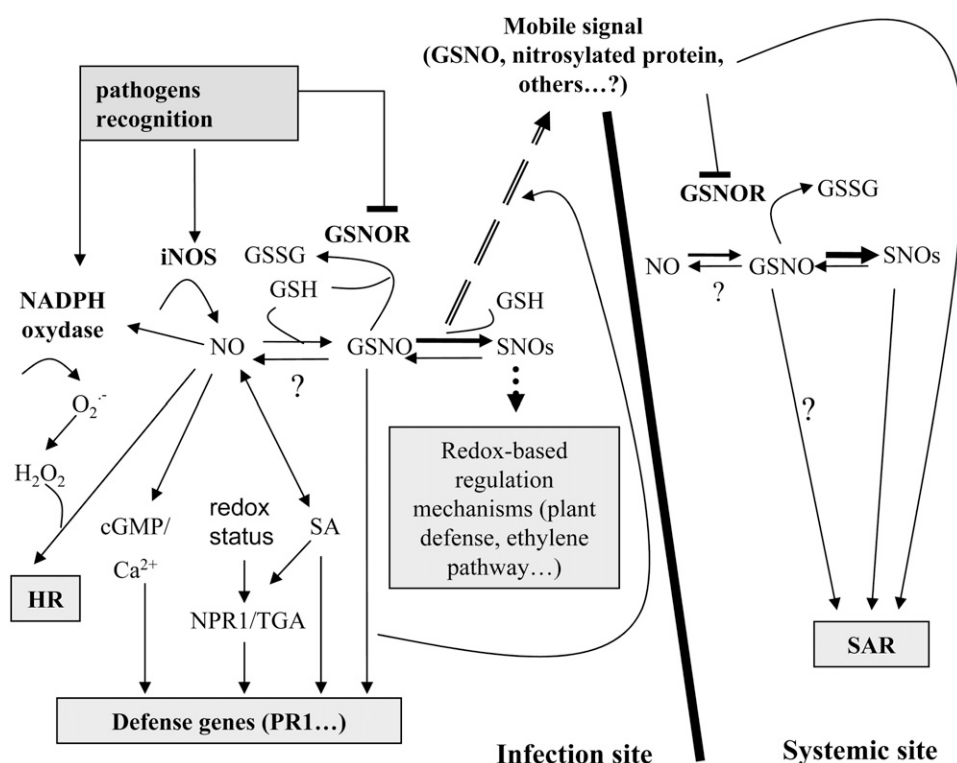 Mobile signal
(GSNO, nitrosylated protein,
others…?)
pathogens
recognition
GSNOR
GSSG
GSNOR
iNOS
GSSG
NO
GSNO
SNOs
?
GSH
GSH
NADPH
oxydase
NO
GSNO
SNOs
?
O₂·-
?
H₂O₂
Redox-based
regulation
mechanisms (plant
defense, ethylene
pathway…)
cGMP/
Ca²⁺
redox
status
SA
HR
NPR1/TGA
SAR
Defense genes (PR1…)
Infection site
Systemic site